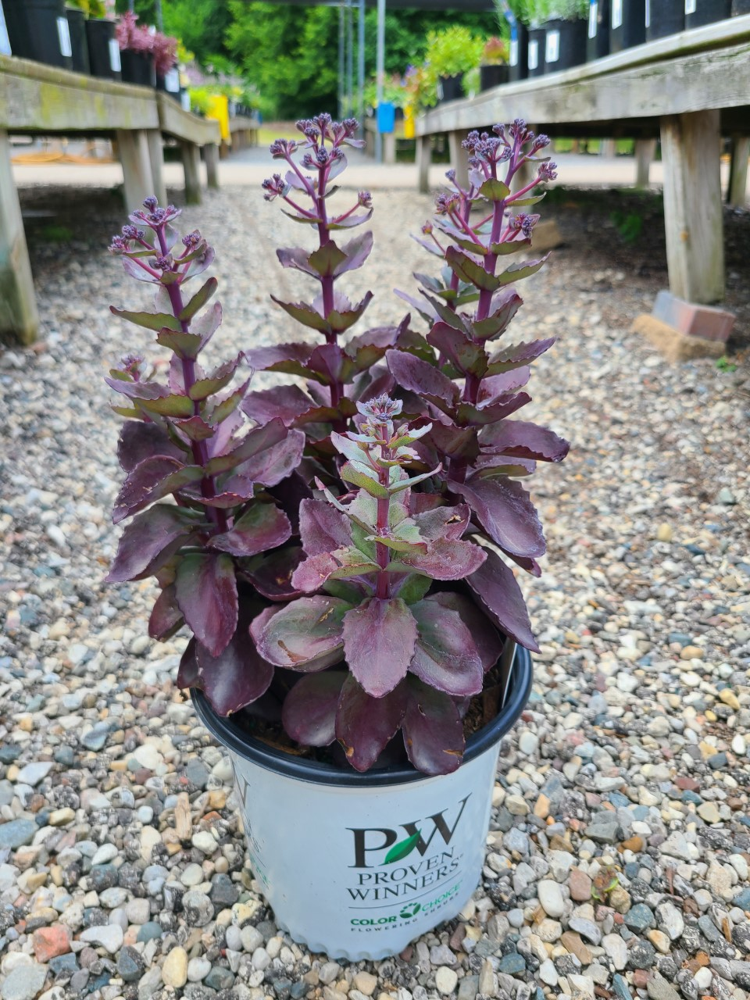 PW
PROVEN
WINNERS®
COLOR CHOICE®
FLOWERING SHRUBS